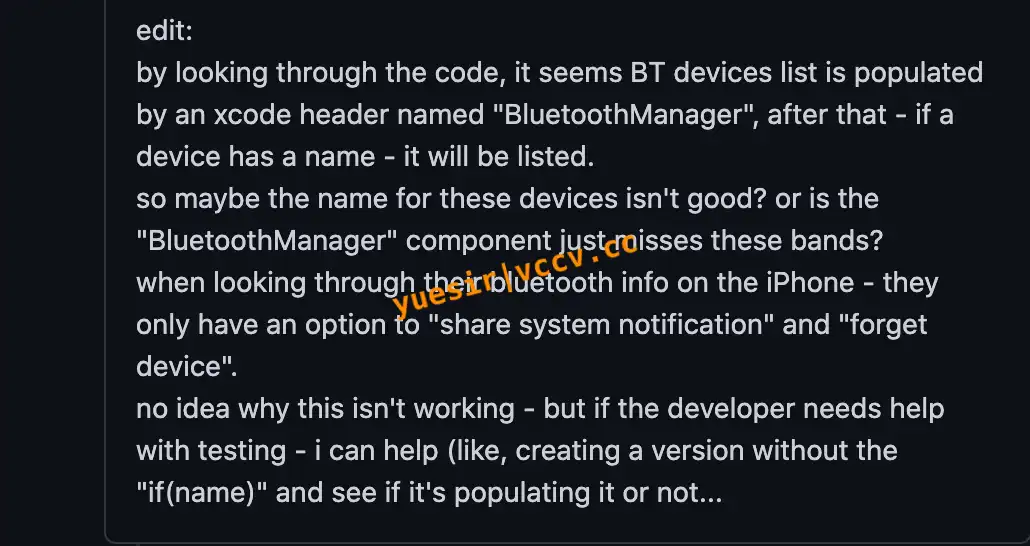 edit:
by looking through the code, it seems BT devices list is populated
by an xcode header named "BluetoothManager", after that - if a
device has a name - it will be listed.
so maybe the name for these devices isn't good? or is the
"BluetoothManager" component just misses these bands?
when looking through their bluetooth info on the iPhone - they
only have an option to "share system notification" and "forget
device".
no idea why this isn't working - but if the developer needs help
with testing - i can help (like, creating a version without the
"if(name)" and see if it's populating it or not...
yuesir|vccv.cc